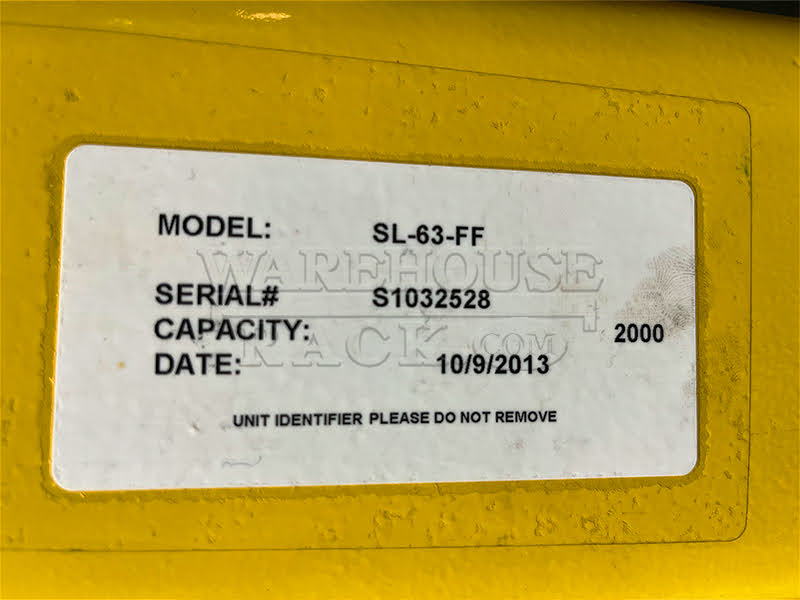 MODEL: SL-63-FF
WAREHOUSE
SERIAL# S1032528
CAPACITY: 2000
RACK.COM
DATE: 10/9/2013
UNIT IDENTIFIER PLEASE DO NOT REMOVE